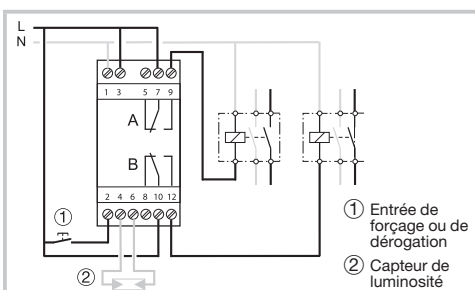 L
N
1 3 5 7 9
A
B
2 4 6 8 10 12
①
②
① Entrée de
forçage ou de
dérogation
② Capteur de
luminosité